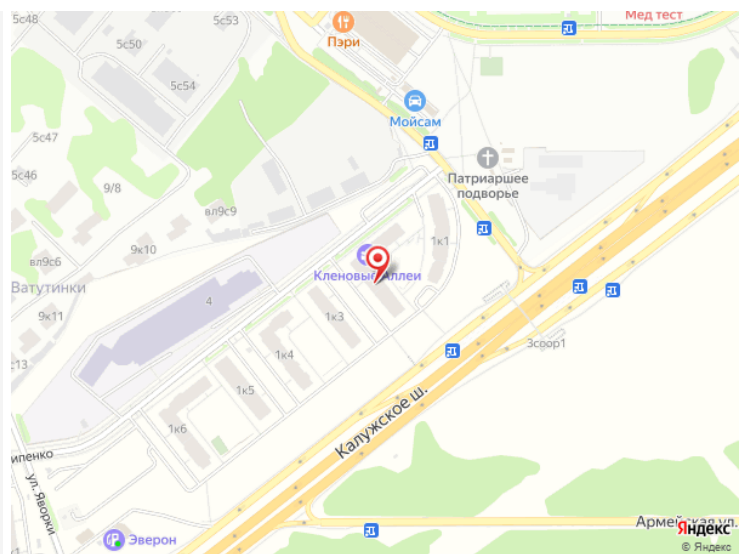 5с48
5с53
5с50
5с54
Пэри
Мед тест
Мойсам
5с47
5с46
9/8
Патриаршее
подворье
вл9с9
вл9с6
9к10
1к1
Кленовые Аллеи
Ватутинки
4
9к11
1к3
с13
1к4
3соор1
1к5
1к6
Калужское ш.
ипенко
ул. Яворки
Эверон
Армейская ул.
Яндекс
© Яндекс